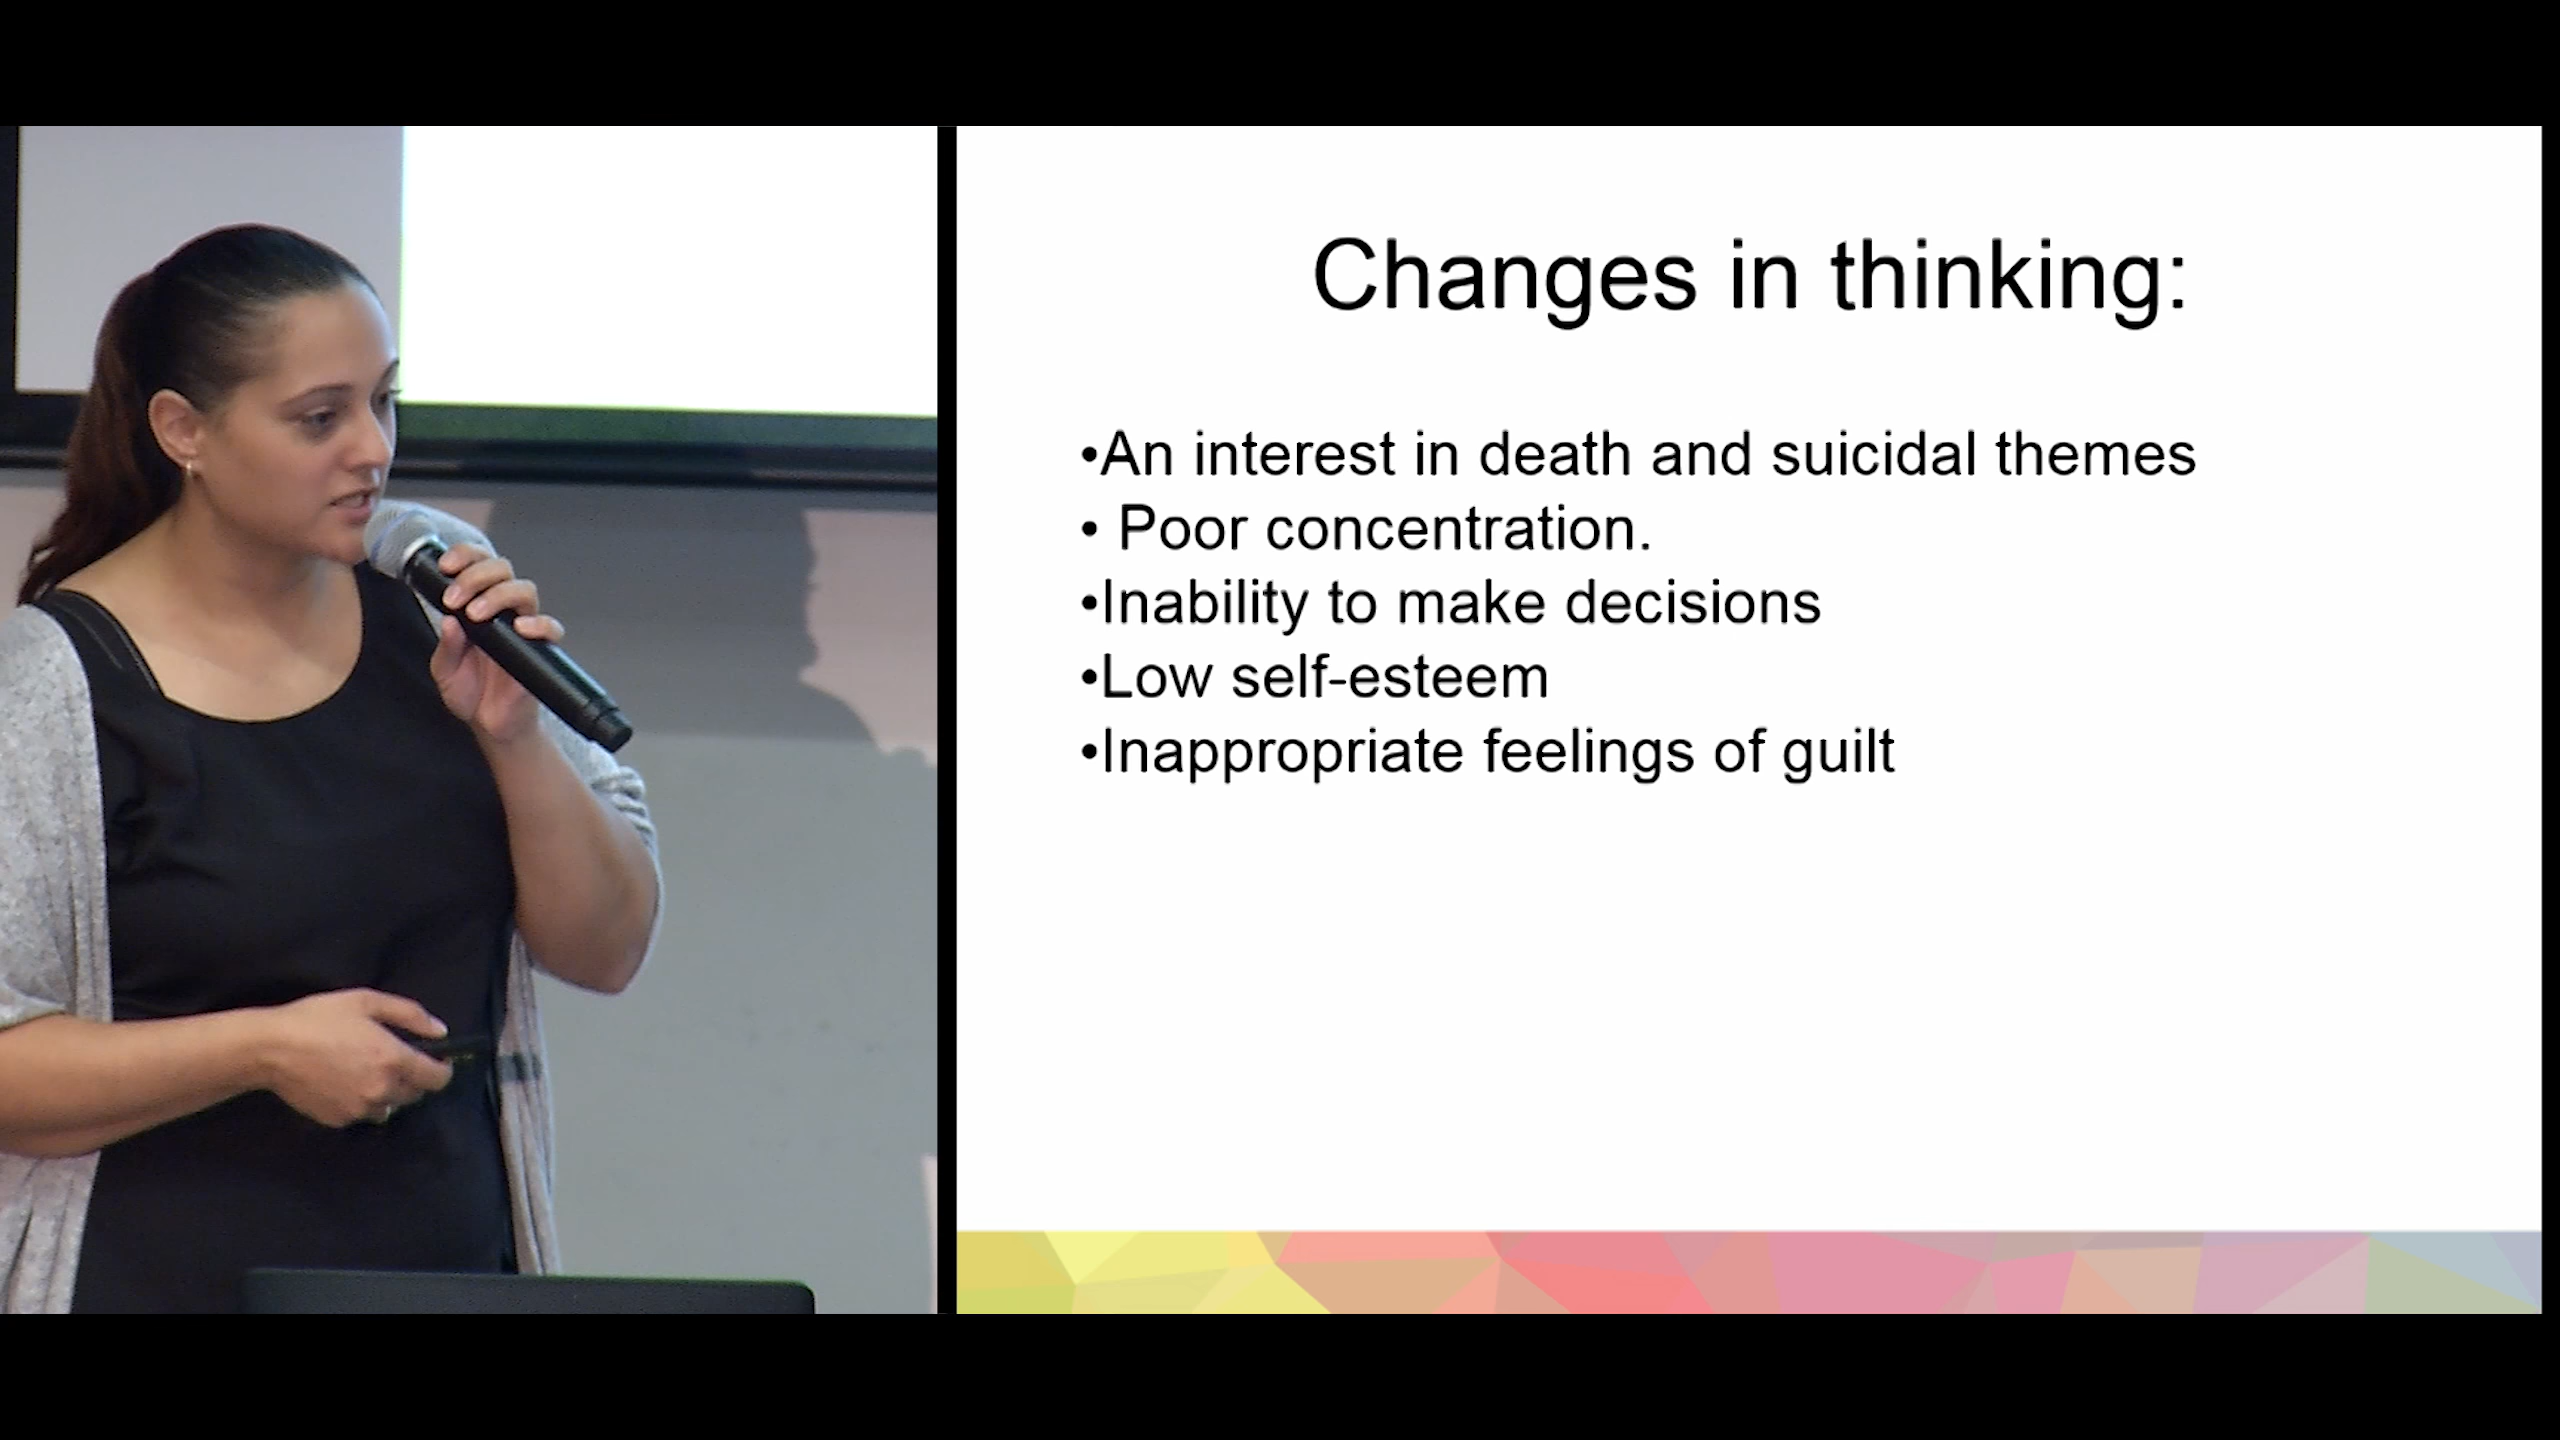 Changes in thinking:
•An interest in death and suicidal themes
• Poor concentration.
•Inability to make decisions
•Low self-esteem
•Inappropriate feelings of guilt